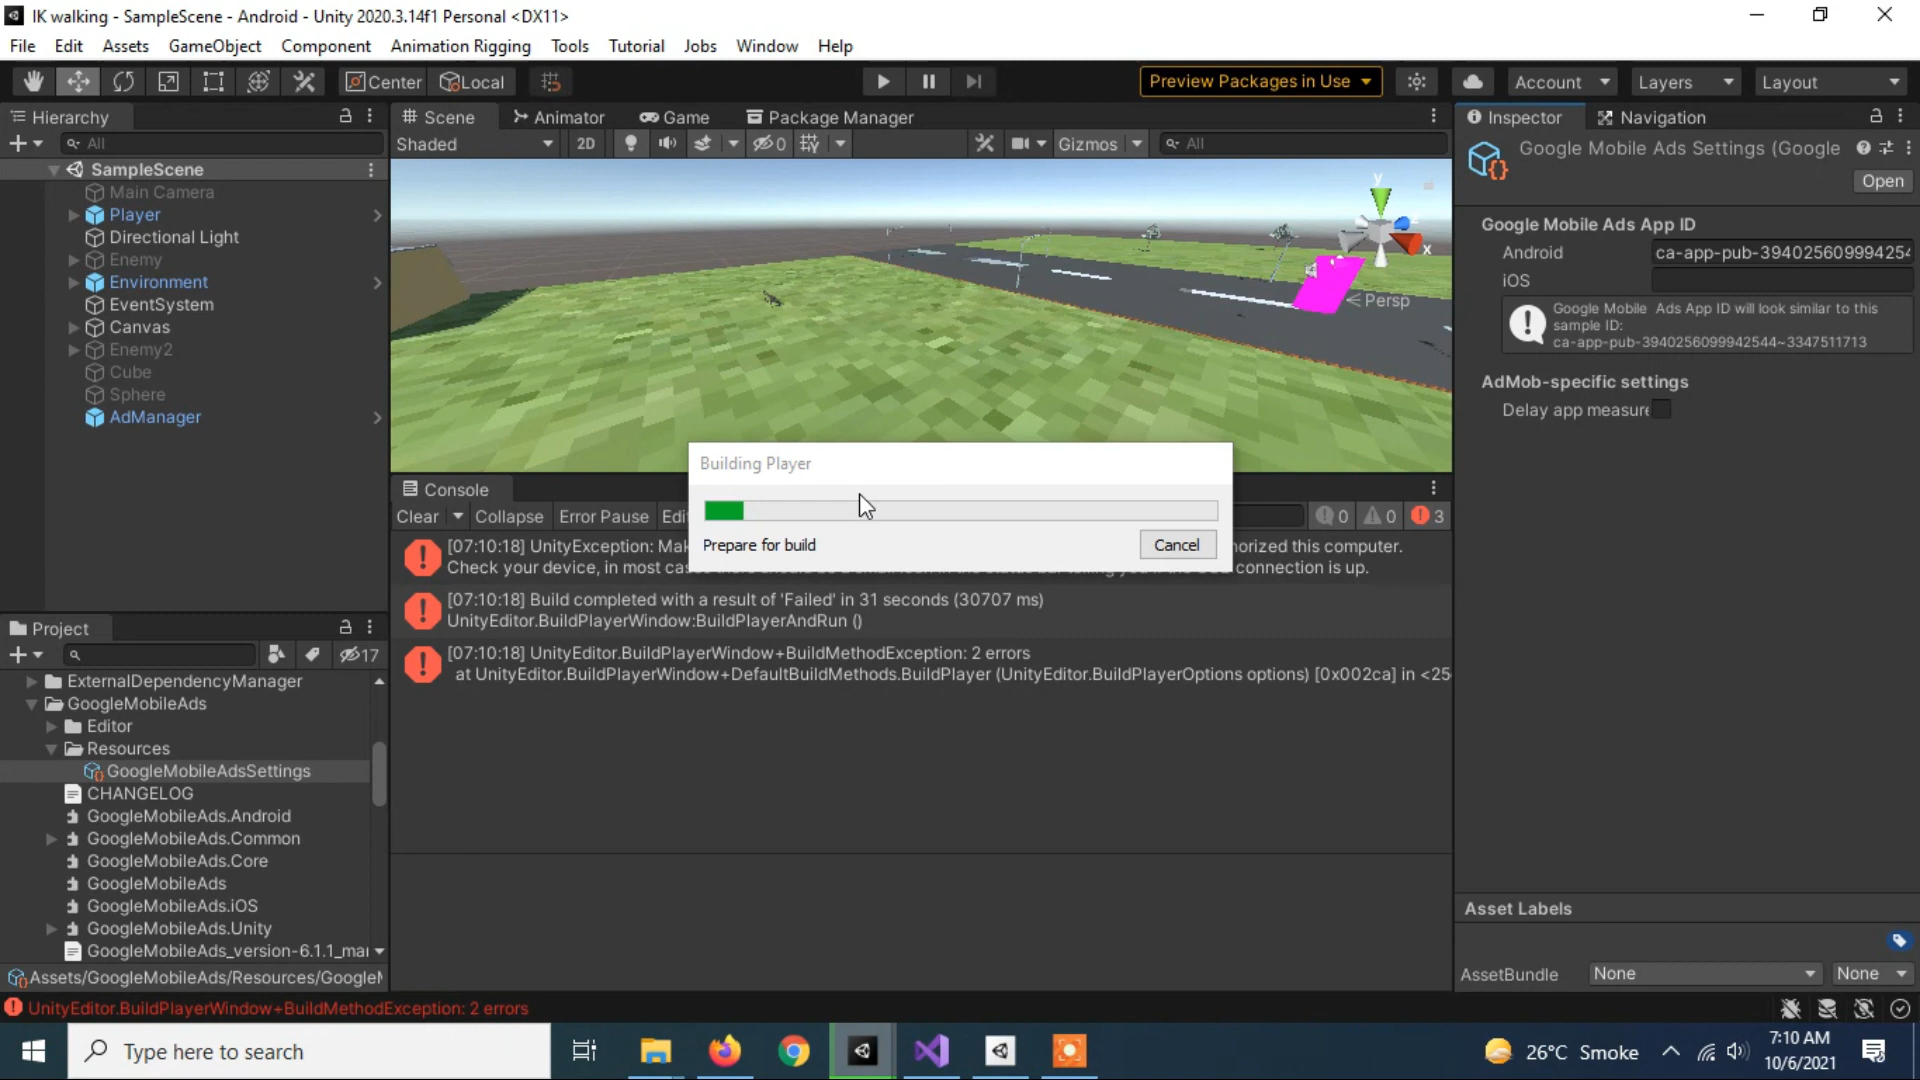 IK walking - SampleScene - Android - Unity 2020.3.14f1 Personal <DX11>
File Edit Assets GameObject Component Animation Rigging Tools Tutorial Jobs Window Help
Center Local Preview Packages in Use Account Layers Layout
Hierarchy
All
SampleScene
Main Camera
Player
Directional Light
Enemy
Environment
EventSystem
Canvas
Enemy2
Cube
Sphere
AdManager
Scene Animator Game Package Manager
Shaded 2D 0 Gizmos All
y
x
Persp
Building Player
Prepare for build
Cancel
Console
Clear Collapse Error Pause 0 0 3
[07:10:18] UnityException: connection is up.
Check your device, in most
[07:10:18] Build completed with a result of 'Failed' in 31 seconds (30707 ms)
UnityEditor.BuildPlayerWindow:BuildPlayerAndRun ()
[07:10:18] UnityEditor.BuildPlayerWindow+BuildMethodException: 2 errors
at UnityEditor.BuildPlayerWindow+DefaultBuildMethods.BuildPlayer (UnityEditor.BuildPlayerOptions options) [0x002ca] in <25
Inspector Navigation
Google Mobile Ads Settings (Google
Open
Google Mobile Ads App ID
Android ca-app-pub-394025609994254
iOS
Google Mobile Ads App ID will look similar to this
sample ID:
ca-app-pub-3940256099942544~3347511713
AdMob-specific settings
Delay app measure
Asset Labels
AssetBundle None None
Project
17
ExternalDependencyManager
GoogleMobileAds
Editor
Resources
GoogleMobileAdsSettings
CHANGELOG
GoogleMobileAds.Android
GoogleMobileAds.Common
GoogleMobileAds.Core
GoogleMobileAds
GoogleMobileAds.iOS
GoogleMobileAds.Unity
GoogleMobileAds_version-6.1.1_mar
Assets/GoogleMobileAds/Resources/GoogleM
UnityEditor.BuildPlayerWindow+BuildMethodException: 2 errors
Type here to search
26°C Smoke
7:10 AM
10/6/2021